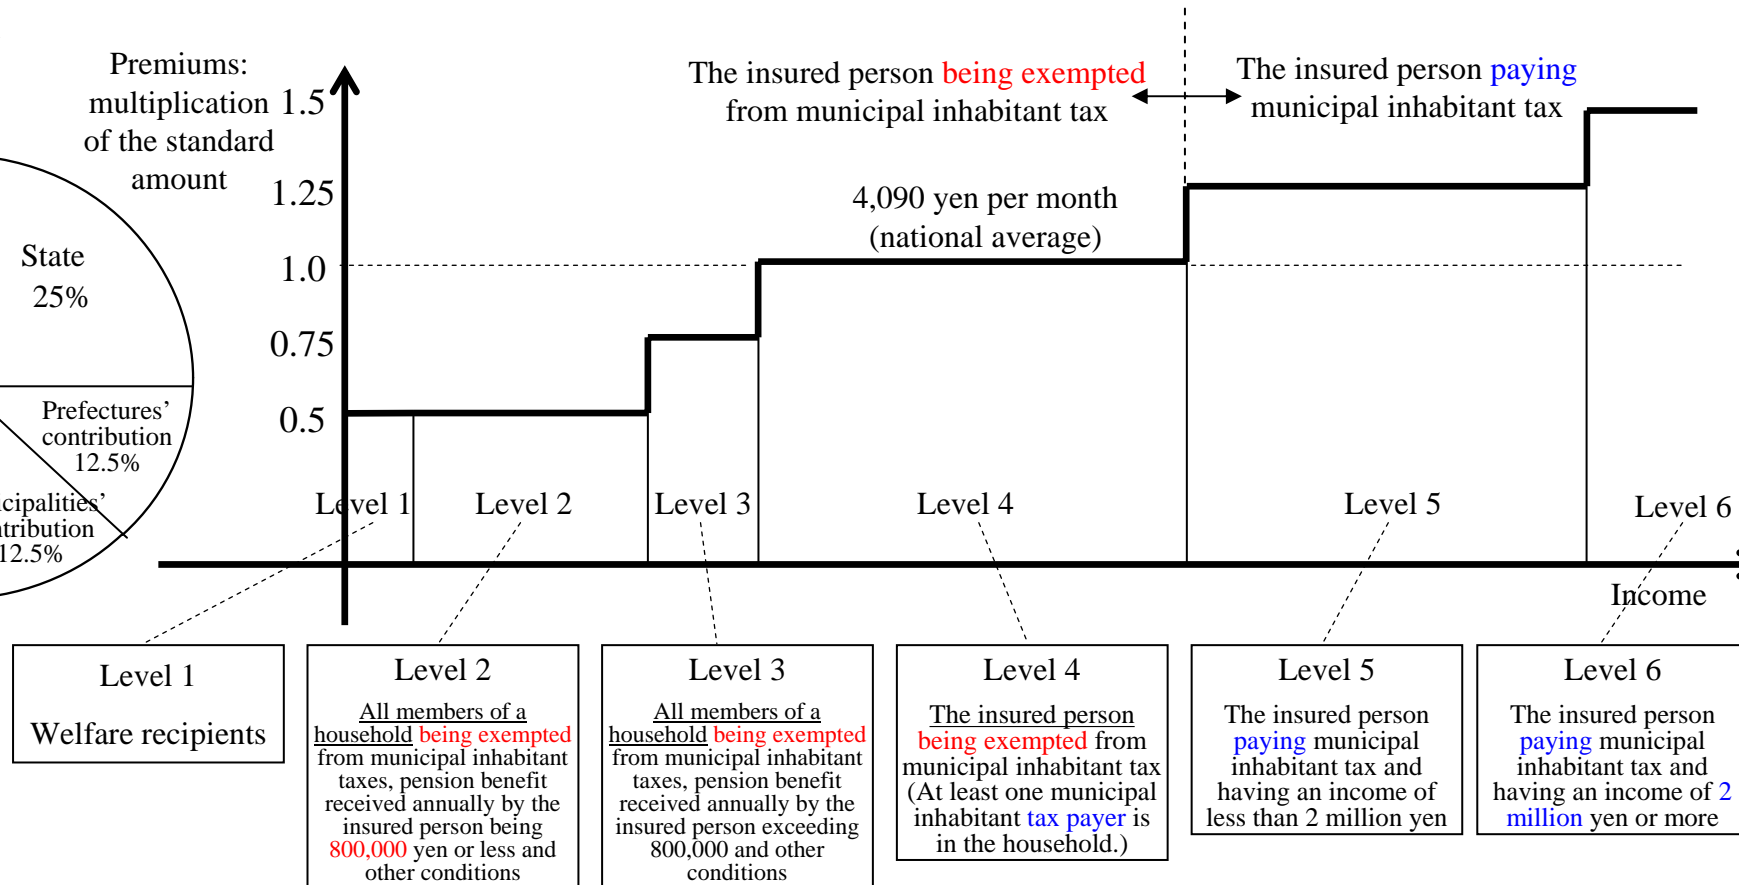 Premiums:
multiplication
of the standard
amount
1.5
1.25
1.0
0.75
0.5
The insured person being exempted
from municipal inhabitant tax
The insured person paying
municipal inhabitant tax
4,090 yen per month
(national average)
State
25%
Prefectures’
contribution
12.5%
icipalities’
ntribution
12.5%
Level 1
Level 2
Level 3
Level 4
Level 5
Level 6
Income
Level 1
Welfare recipients
Level 2
All members of a
household being exempted
from municipal inhabitant
taxes, pension benefit
received annually by the
insured person being
800,000 yen or less and
other conditions
Level 3
All members of a
household being exempted
from municipal inhabitant
taxes, pension benefit
received annually by the
insured person exceeding
800,000 and other
conditions
Level 4
The insured person
being exempted from
municipal inhabitant tax
(At least one municipal
inhabitant tax payer is
in the household.)
Level 5
The insured person
paying municipal
inhabitant tax and
having an income of
less than 2 million yen
Level 6
The insured person
paying municipal
inhabitant tax and
having an income of 2
million yen or more